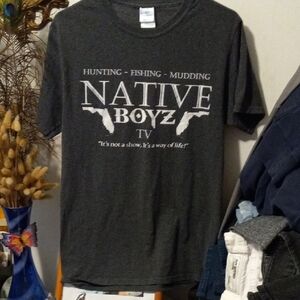 HUNTING - FISHING - MUDDING
NATIVE
BOYZ
TV
"It's not a show, It's a way of life!"